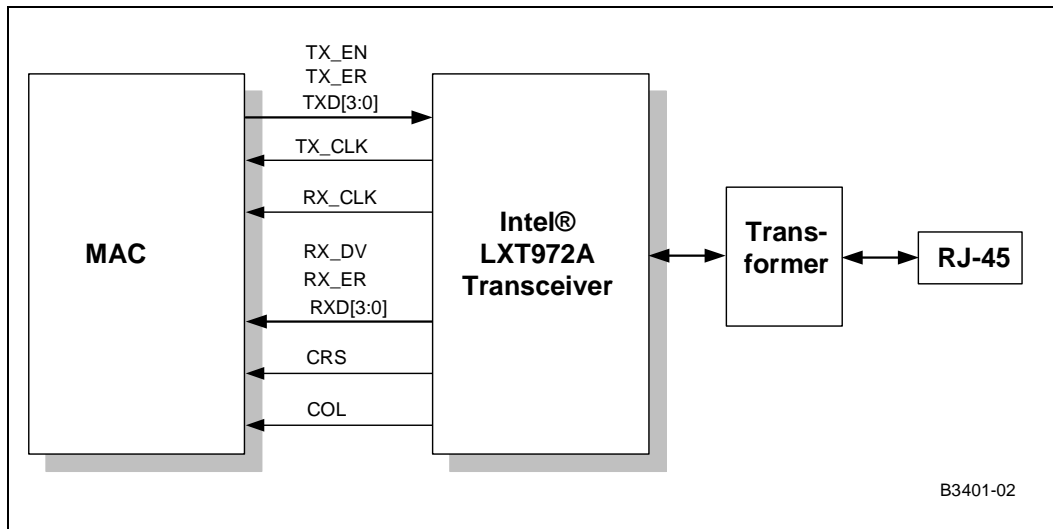 TX_EN
TX_ER
TXD[3:0]
TX_CLK
RX_CLK
MAC
RX_DV
RX_ER
RXD[3:0]
CRS
COL
Intel®
LXT972A
Transceiver
Trans-
former
RJ-45
B3401-02